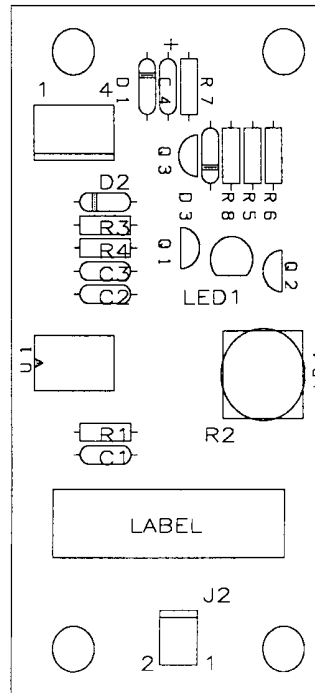 +
1 4
D1 C4 R7
Q3
D3 R8 R5 R6
D2
R3
R4
C3
C2
Q1
Q2
LED1
U1
R2
R1
C1
LABEL
J2
2 1